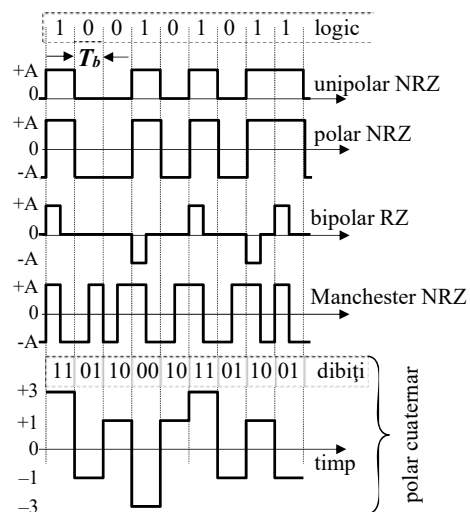 1 0 0 1 0 1 0 1 1 logic
T_b
+A
0
unipolar NRZ
+A
0
-A
polar NRZ
+A
0
-A
bipolar RZ
+A
0
-A
Manchester NRZ
11 01 10 00 10 11 01 10 01 dibiţi
+3
+1
0
–1
–3
timp
polar cuaternar